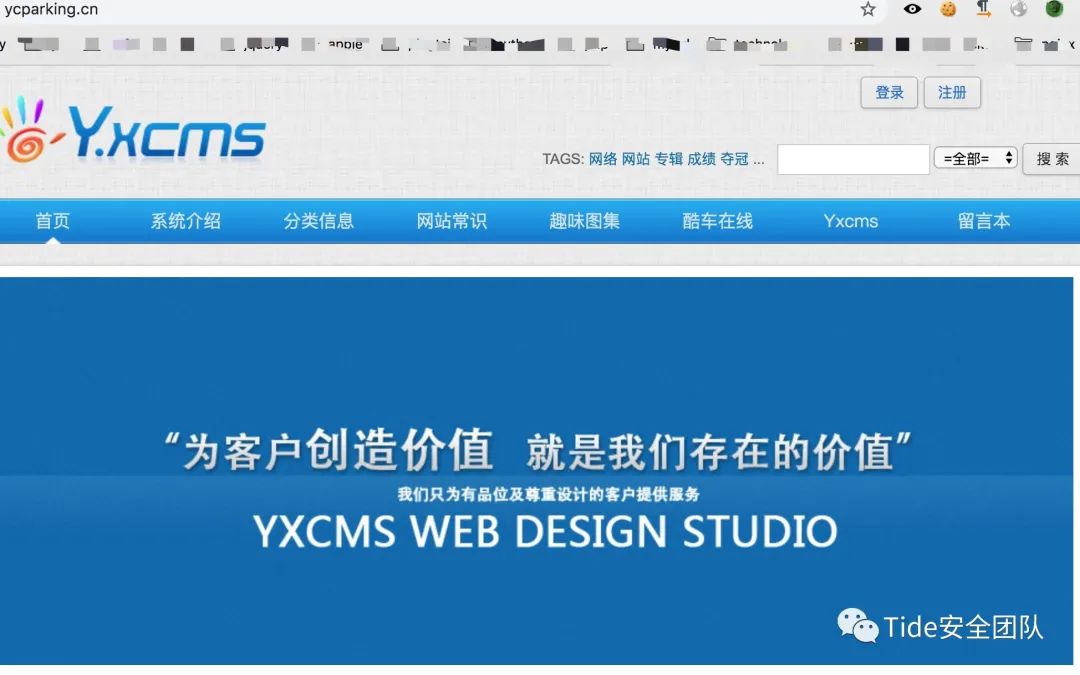 ycparking.cn
登录 注册
Y.xcms
TAGS: 网络 网站 专辑 成绩 夺冠 ... =全部= 搜 索
首页 系统介绍 分类信息 网站常识 趣味图集 酷车在线 Yxcms 留言本
“为客户创造价值 就是我们存在的价值”
我们只为有品位及尊重设计的客户提供服务
YXCMS WEB DESIGN STUDIO
Tide安全团队